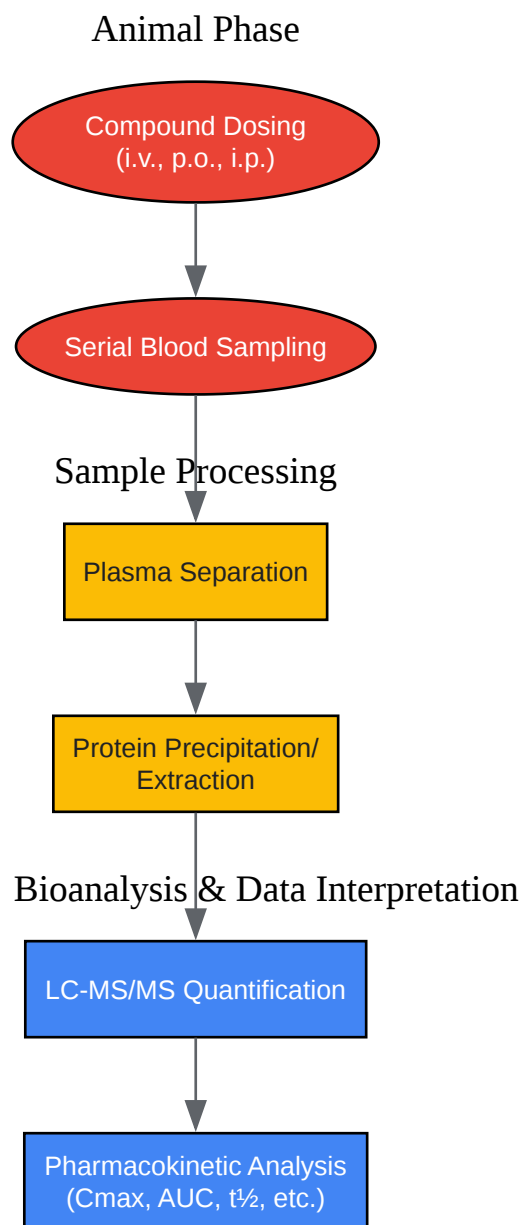 Animal Phase
Compound Dosing
(i.v., p.o., i.p.)
Serial Blood Sampling
Sample Processing
Plasma Separation
Protein Precipitation/
Extraction
Bioanalysis & Data Interpretation
LC-MS/MS Quantification
Pharmacokinetic Analysis
(Cmax, AUC, t½, etc.)